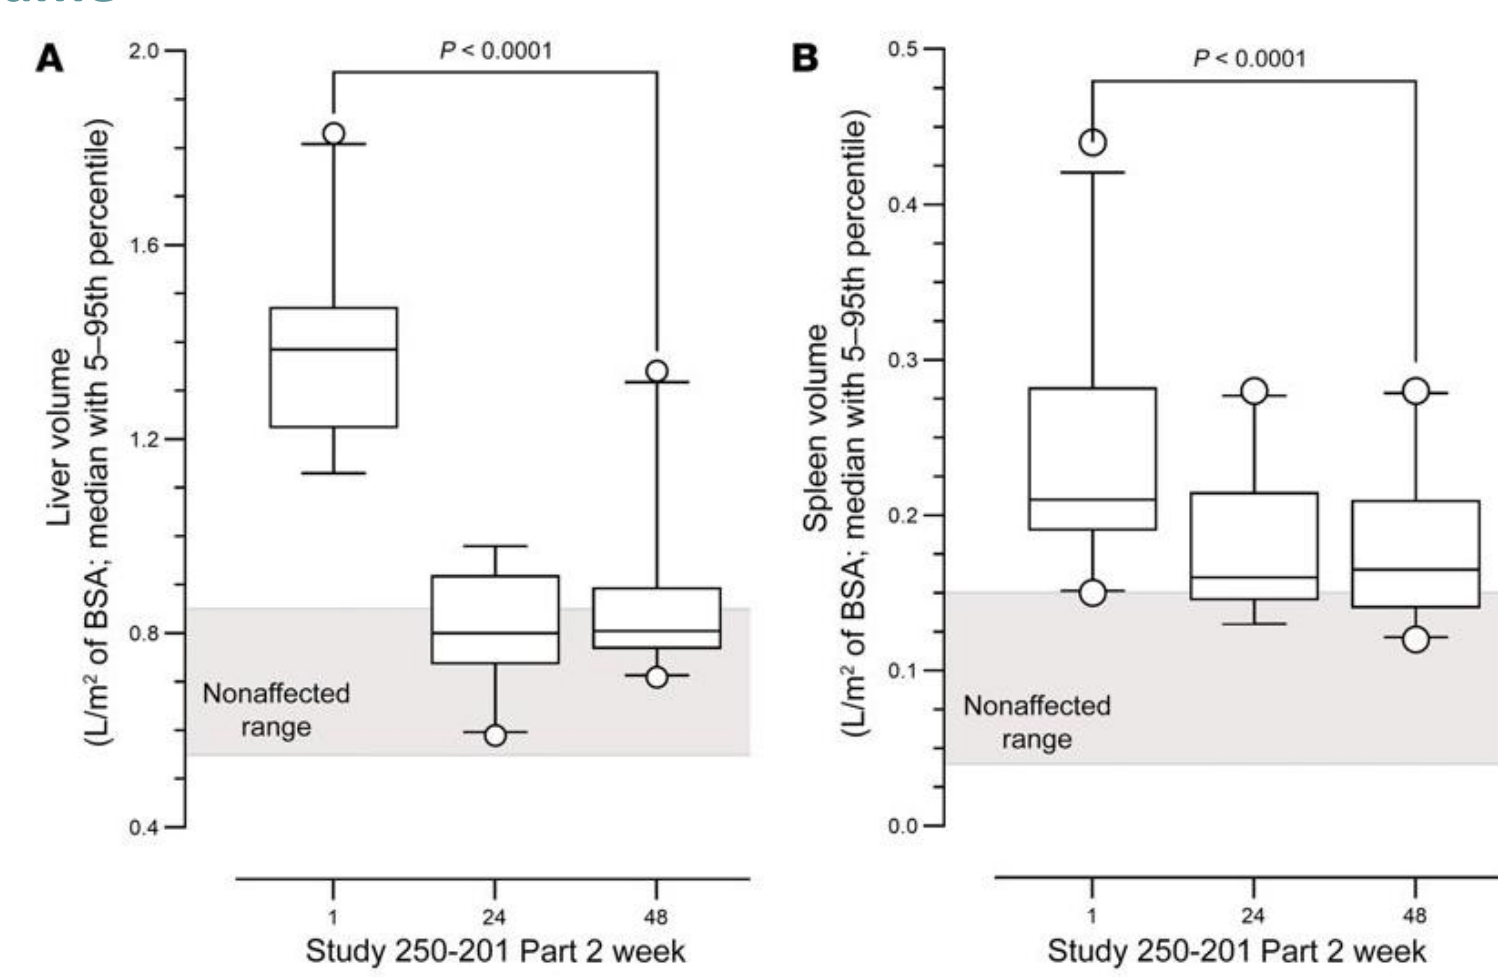 A
P < 0.0001
2.0
1.6
1.2
0.8
0.4
Liver volume
(L/m² of BSA; median with 5–95th percentile)
Nonaffected
range
1
24
48
Study 250-201 Part 2 week
B
P < 0.0001
0.5
0.4
0.3
0.2
0.1
0.0
Spleen volume
(L/m² of BSA; median with 5–95th percentile)
Nonaffected
range
1
24
48
Study 250-201 Part 2 week